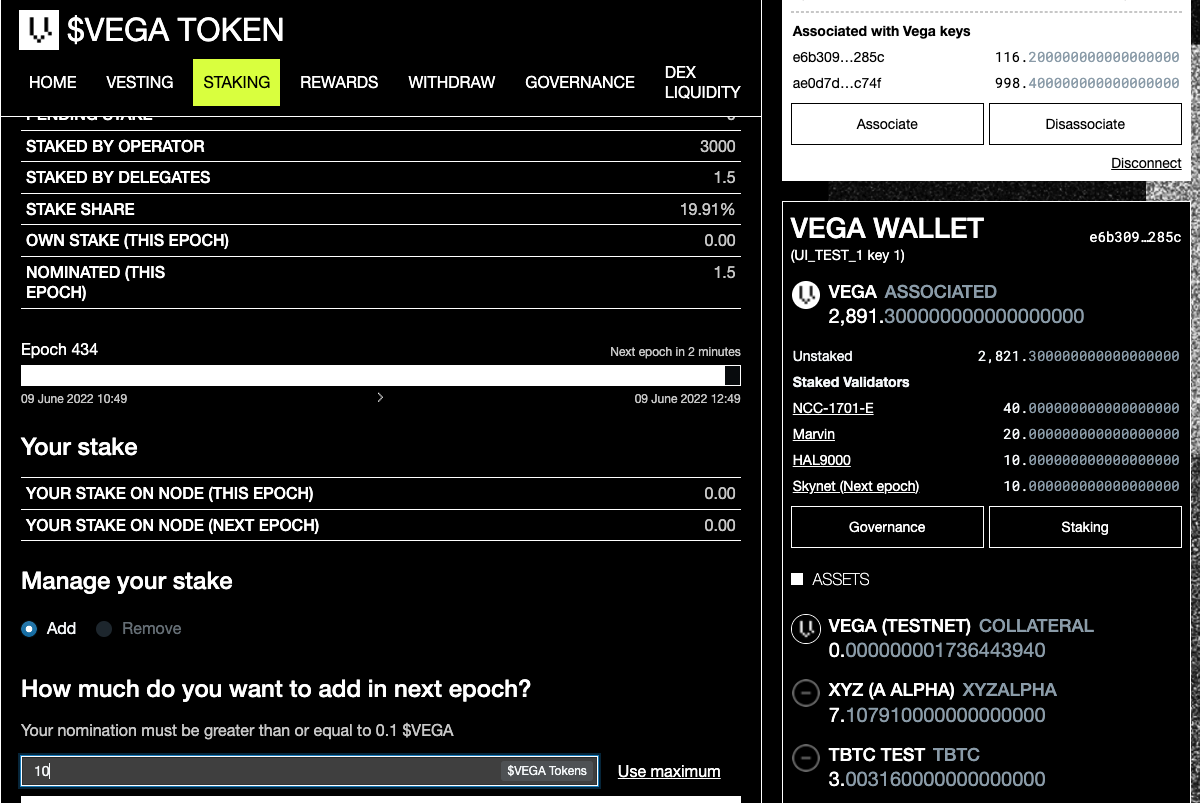 $VEGA TOKEN
HOME
VESTING
STAKING
REWARDS
WITHDRAW
GOVERNANCE
DEX
LIQUIDITY
PENDING STAKE
STAKED BY OPERATOR 3000
STAKED BY DELEGATES 1.5
STAKE SHARE 19.91%
OWN STAKE (THIS EPOCH) 0.00
NOMINATED (THIS 1.5
EPOCH)
Epoch 434 Next epoch in 2 minutes
09 June 2022 10:49 > 09 June 2022 12:49
Your stake
YOUR STAKE ON NODE (THIS EPOCH) 0.00
YOUR STAKE ON NODE (NEXT EPOCH) 0.00
Manage your stake
Add Remove
How much do you want to add in next epoch?
Your nomination must be greater than or equal to 0.1 $VEGA
10 $VEGA Tokens Use maximum
Associated with Vega keys
e6b309…285c 116.200000000000000000
ae0d7d…c74f 998.400000000000000000
Associate Disassociate
Disconnect
VEGA WALLET e6b309…285c
(UI_TEST_1 key 1)
VEGA ASSOCIATED
2,891.300000000000000000
Unstaked 2,821.300000000000000000
Staked Validators
NCC-1701-E 40.000000000000000000
Marvin 20.000000000000000000
HAL9000 10.000000000000000000
Skynet (Next epoch) 10.000000000000000000
Governance Staking
ASSETS
VEGA (TESTNET) COLLATERAL
0.000000001736443940
XYZ (A ALPHA) XYZALPHA
7.107910000000000000
TBTC TEST TBTC
3.003160000000000000